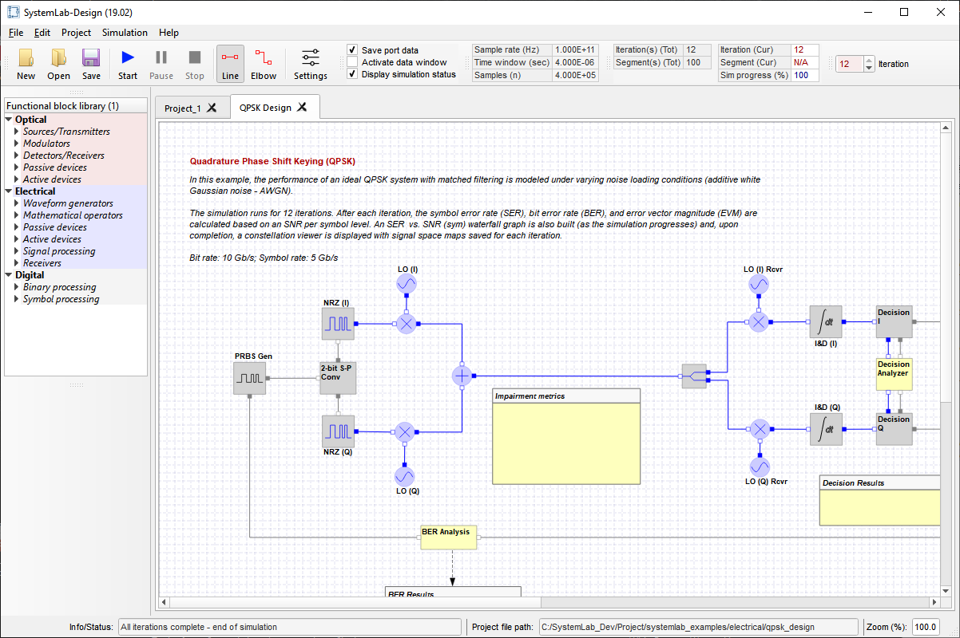 SystemLab-Design (19.02)
File Edit Project Simulation Help
New Open Save Start Pause Stop Line Elbow Settings
Save port data
Activate data window
Display simulation status
Sample rate (Hz) 1.000E+11
Time window (sec) 4.000E-06
Samples (n) 4.000E+05
Iteration(s) (Tot) 12
Segment(s) (Tot) 100
Iteration (Cur) 12
Segment (Cur) N/A
Sim progress (%) 100
12 Iteration
Functional block library (1)
Optical
Sources/Transmitters
Modulators
Detectors/Receivers
Passive devices
Active devices
Electrical
Waveform generators
Mathematical operators
Passive devices
Active devices
Signal processing
Receivers
Digital
Binary processing
Symbol processing
Project_1 QPSK Design
Quadrature Phase Shift Keying (QPSK)
In this example, the performance of an ideal QPSK system with matched filtering is modeled under varying noise loading conditions (additive white
Gaussian noise - AWGN).
The simulation runs for 12 iterations. After each iteration, the symbol error rate (SER), bit error rate (BER), and error vector magnitude (EVM) are
calculated based on an SNR per symbol level. An SER vs. SNR (sym) waterfall graph is also built (as the simulation progresses) and, upon
completion, a constellation viewer is displayed with signal space maps saved for each iteration.
Bit rate: 10 Gb/s; Symbol rate: 5 Gb/s
LO (I)
LO (I) Rcvr
NRZ (I)
Decision
I
∫dt
I&D (I)
PRBS Gen
2-bit S-P
Conv
Decision
Analyzer
Impairment metrics
I&D (Q)
Decision
Q
∫dt
NRZ (Q)
LO (Q)
LO (Q) Rcvr
Decision Results
BER Analysis
BER Results
Info/Status: All iterations complete - end of simulation
Project file path: C:/SystemLab_Dev/Project/systemlab_examples/electrical/qpsk_design
Zoom (%): 100.0